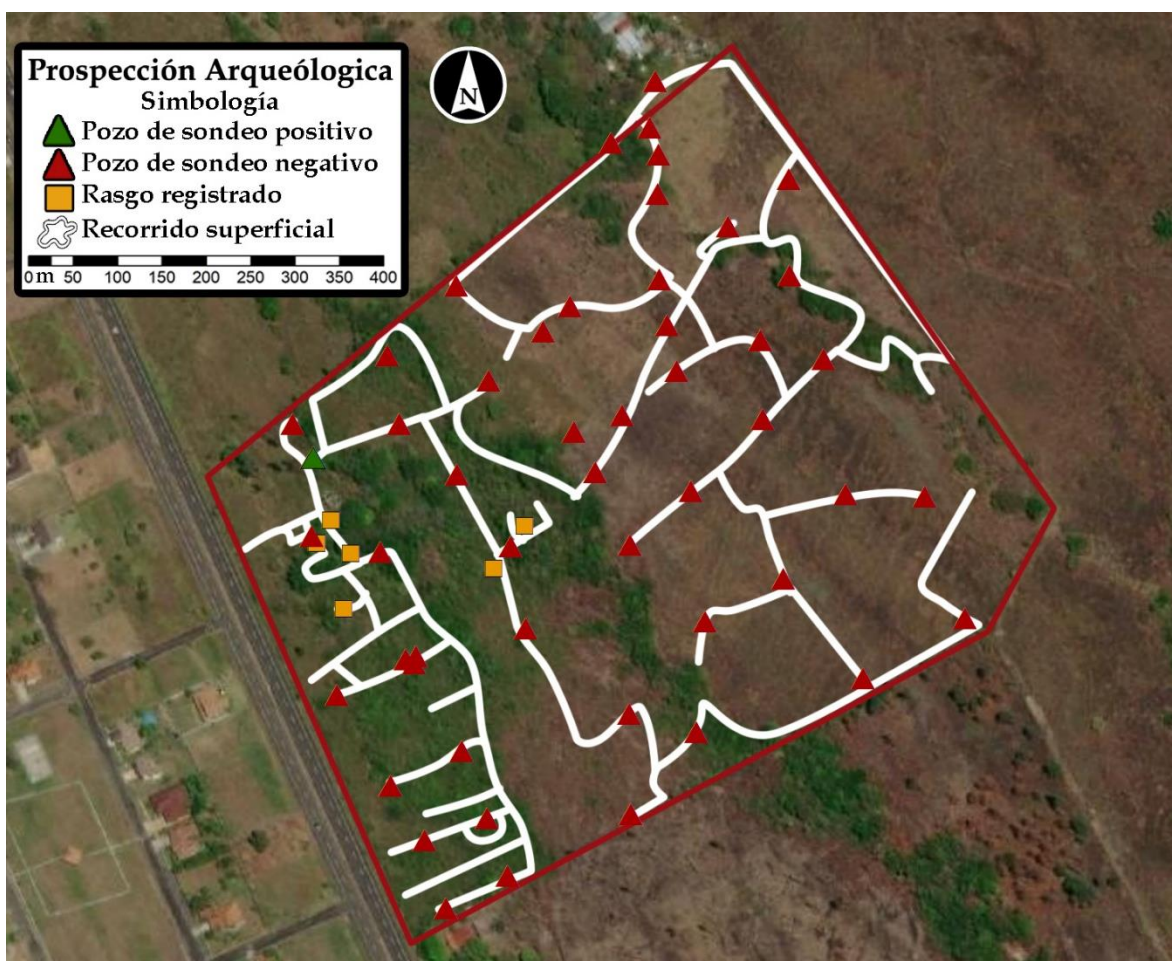 Prospección Arqueólogica
Simbología
Pozo de sondeo positivo
Pozo de sondeo negativo
Rasgo registrado
Recorrido superficial
0 m 50 100 150 200 250 300 350 400
N